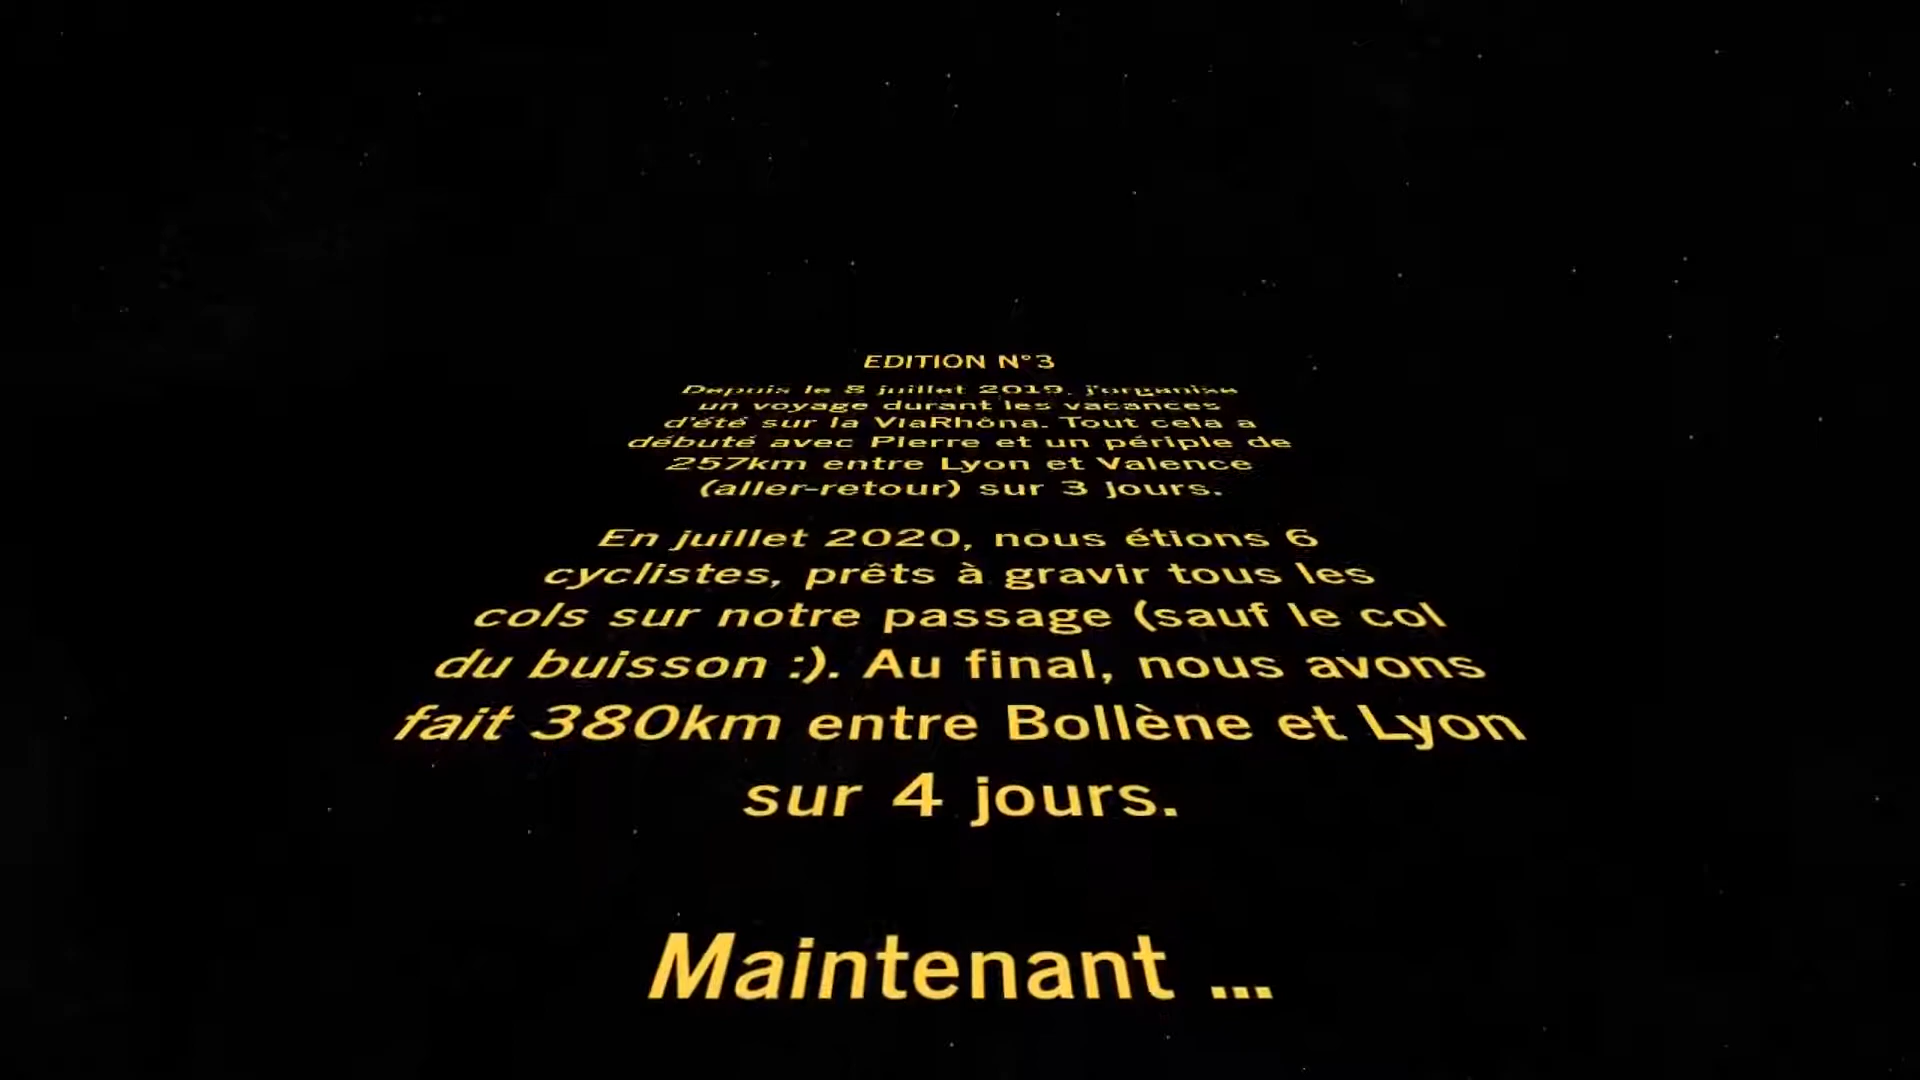 EDITION N°3
Depuis le 8 juillet 2019, j'organise
un voyage durant les vacances
d'été sur la ViaRhôna. Tout cela a
débuté avec Pierre et un périple de
257km entre Lyon et Valence
(aller-retour) sur 3 jours.
En juillet 2020, nous étions 6
cyclistes, prêts à gravir tous les
cols sur notre passage (sauf le col
du buisson :). Au final, nous avons
fait 380km entre Bollène et Lyon
sur 4 jours.
Maintenant ...